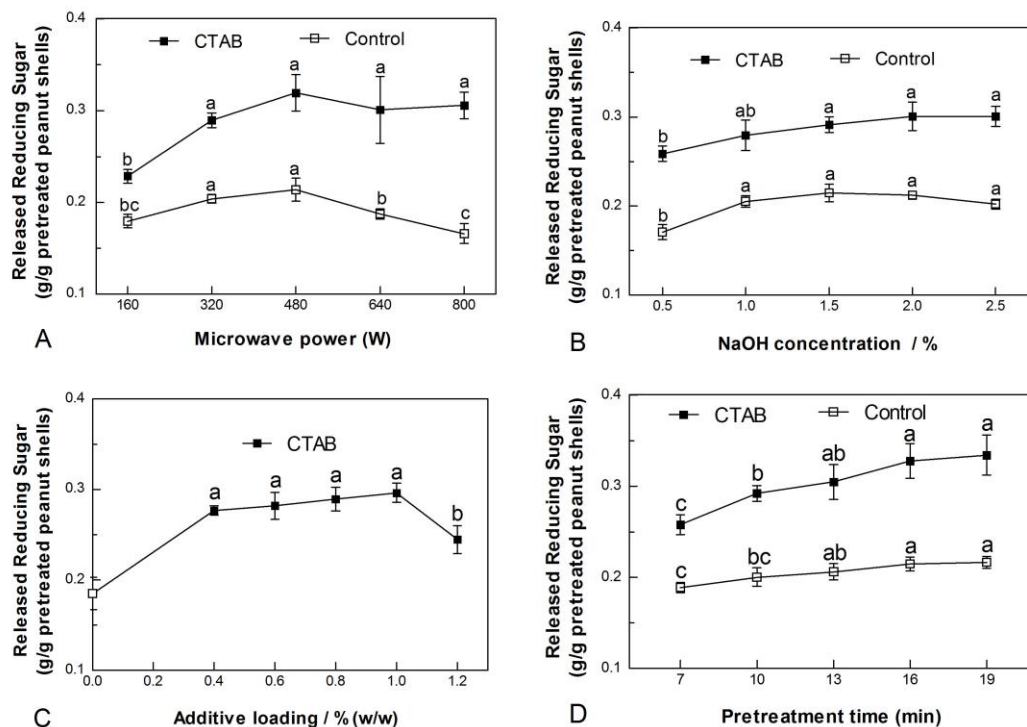 0.4
CTAB
Control
0.3
0.2
0.1
a
a
a
a
b
bc
a
a
b
c
160
320
480
640
800
Released Reducing Sugar
(g/g pretreated peanut shells)
Microwave power (W)
A
0.4
CTAB
Control
0.3
0.2
0.1
b
ab
a
a
a
b
a
a
a
a
0.5
1.0
1.5
2.0
2.5
Released Reducing Sugar
(g/g pretreated peanut shells)
NaOH concentration / %
B
0.4
CTAB
0.3
0.2
0.1
a
a
a
a
b
0.0
0.2
0.4
0.6
0.8
1.0
1.2
Released Reducing Sugar
(g/g pretreated peanut shells)
Additive loading / % (w/w)
C
0.4
CTAB
Control
0.3
0.2
0.1
c
b
ab
a
a
c
bc
ab
a
a
7
10
13
16
19
Released Reducing Sugar
(g/g pretreated peanut shells)
Pretreatment time (min)
D